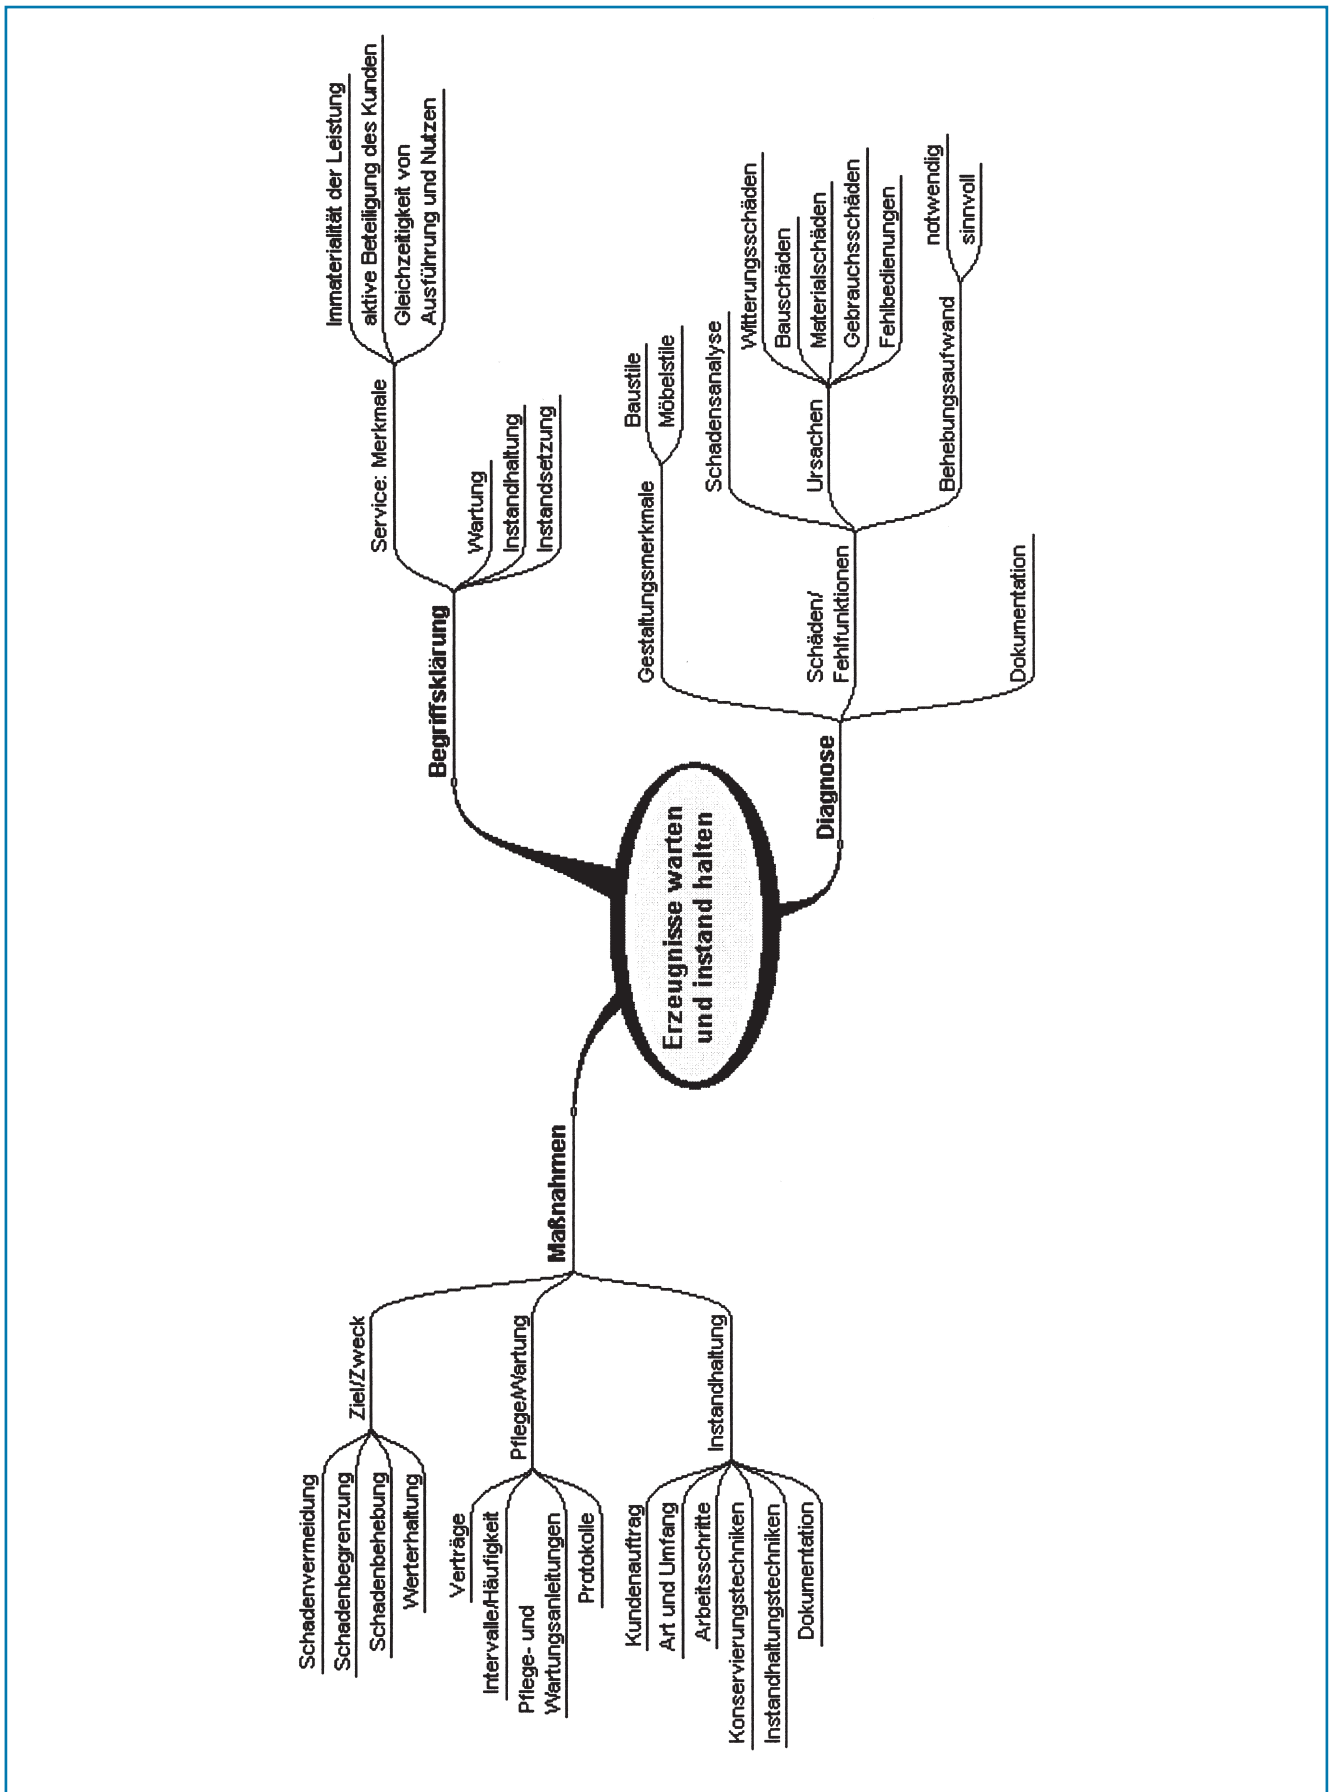 Erzeugnisse warten
und instand halten
Begriffsklärung
Service: Merkmale
Immaterialität der Leistung
aktive Beteiligung des Kunden
Gleichzeitigkeit von
Ausführung und Nutzen
Wartung
Instandhaltung
Instandsetzung
Diagnose
Gestaltungsmerkmale
Baustile
Möbelstile
Schäden/
Fehlfunktionen
Schadensanalyse
Ursachen
Witterungsschäden
Bauschäden
Materialschäden
Gebrauchsschäden
Fehlbedienungen
Behebungsaufwand
notwendig
sinnvoll
Dokumentation
Maßnahmen
Ziel/Zweck
Schadenvermeidung
Schadenbegrenzung
Schadenbehebung
Werterhaltung
Pflege/Wartung
Verträge
Intervalle/Häufigkeit
Pflege- und
Wartungsanleitungen
Protokolle
Instandhaltung
Kundenauftrag
Art und Umfang
Arbeitsschritte
Konservierungstechniken
Instandhaltungstechniken
Dokumentation